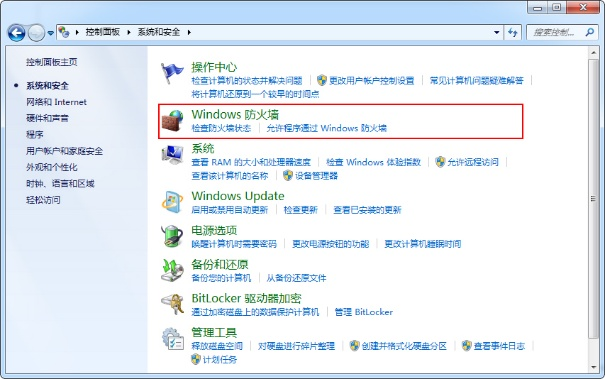 控制面板 系统和安全 搜索控制...
控制面板主页
系统和安全
网络和 Internet
硬件和声音
程序
用户帐户和家庭安全
外观和个性化
时钟、语言和区域
轻松访问
操作中心
检查计算机的状态并解决问题 更改用户帐户控制设置 常见计算机问题疑难解答
将计算机还原到一个较早的时间点
Windows 防火墙
检查防火墙状态 允许程序通过 Windows 防火墙
系统
查看 RAM 的大小和处理器速度 检查 Windows 体验指数 允许远程访问
查看该计算机的名称 设备管理器
Windows Update
启用或禁用自动更新 检查更新 查看已安装的更新
电源选项
唤醒计算机时需要密码 更改电源按钮的功能 更改计算机睡眠时间
备份和还原
备份您的计算机 从备份还原文件
BitLocker 驱动器加密
通过加密磁盘上的数据保护计算机 管理 BitLocker
管理工具
释放磁盘空间 对硬盘进行碎片整理 创建并格式化硬盘分区 查看事件日志
计划任务